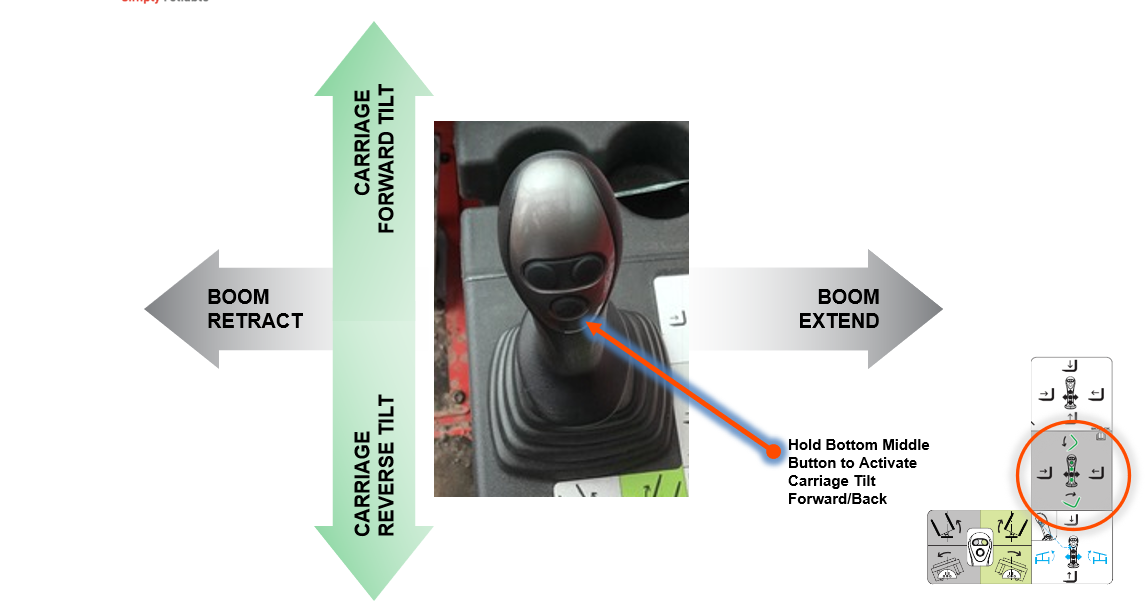 Simply Reliable
CARRIAGE
FORWARD TILT
BOOM
RETRACT
BOOM
EXTEND
CARRIAGE
REVERSE TILT
Hold Bottom Middle
Button to Activate
Carriage Tilt
Forward/Back